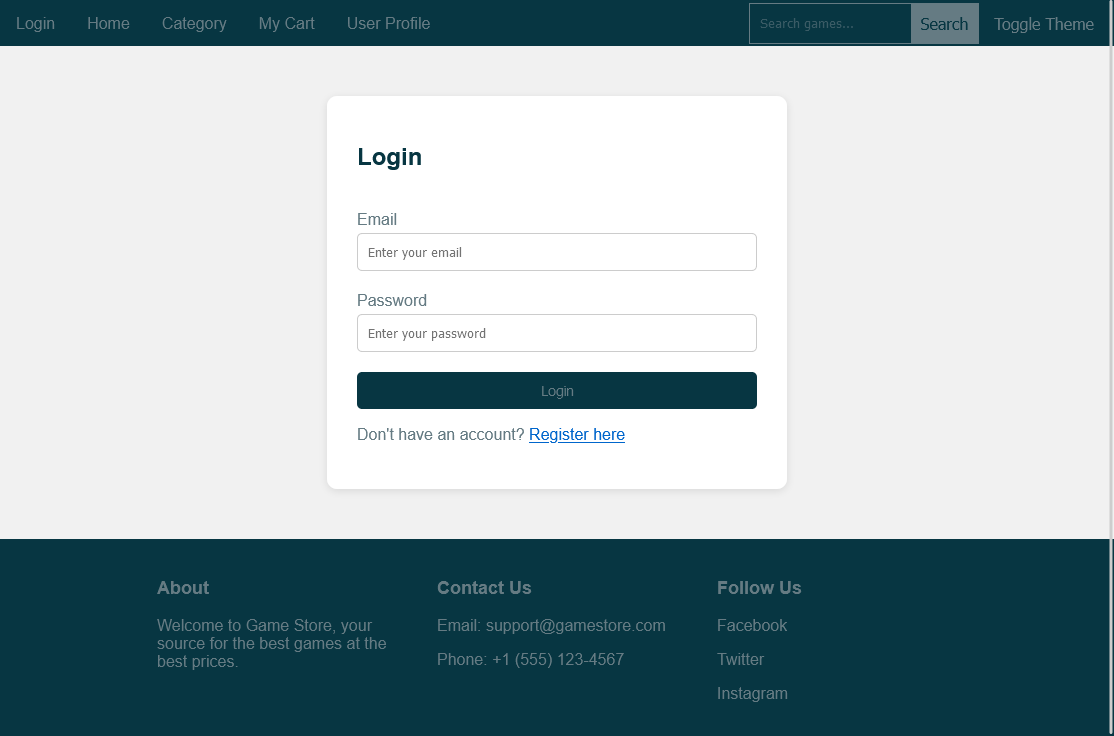 Login Home Category My Cart User Profile Search games... Search Toggle Theme
Login
Email
Enter your email
Password
Enter your password
Login
Don't have an account? Register here
About
Welcome to Game Store, your
source for the best games at the
best prices.
Contact Us
Email: support@gamestore.com
Phone: +1 (555) 123-4567
Follow Us
Facebook
Twitter
Instagram